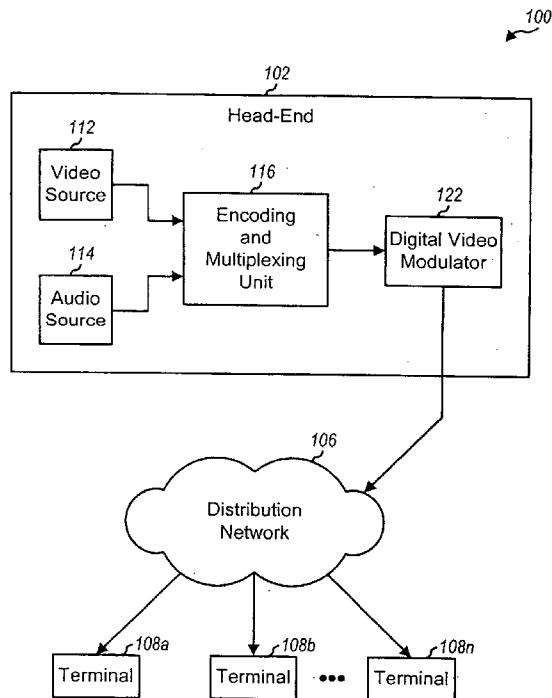 100
102
Head-End
112
Video
Source
116
Encoding
and
Multiplexing
Unit
122
Digital Video
Modulator
114
Audio
Source
106
Distribution
Network
108a
Terminal
108b
Terminal
•••
108n
Terminal